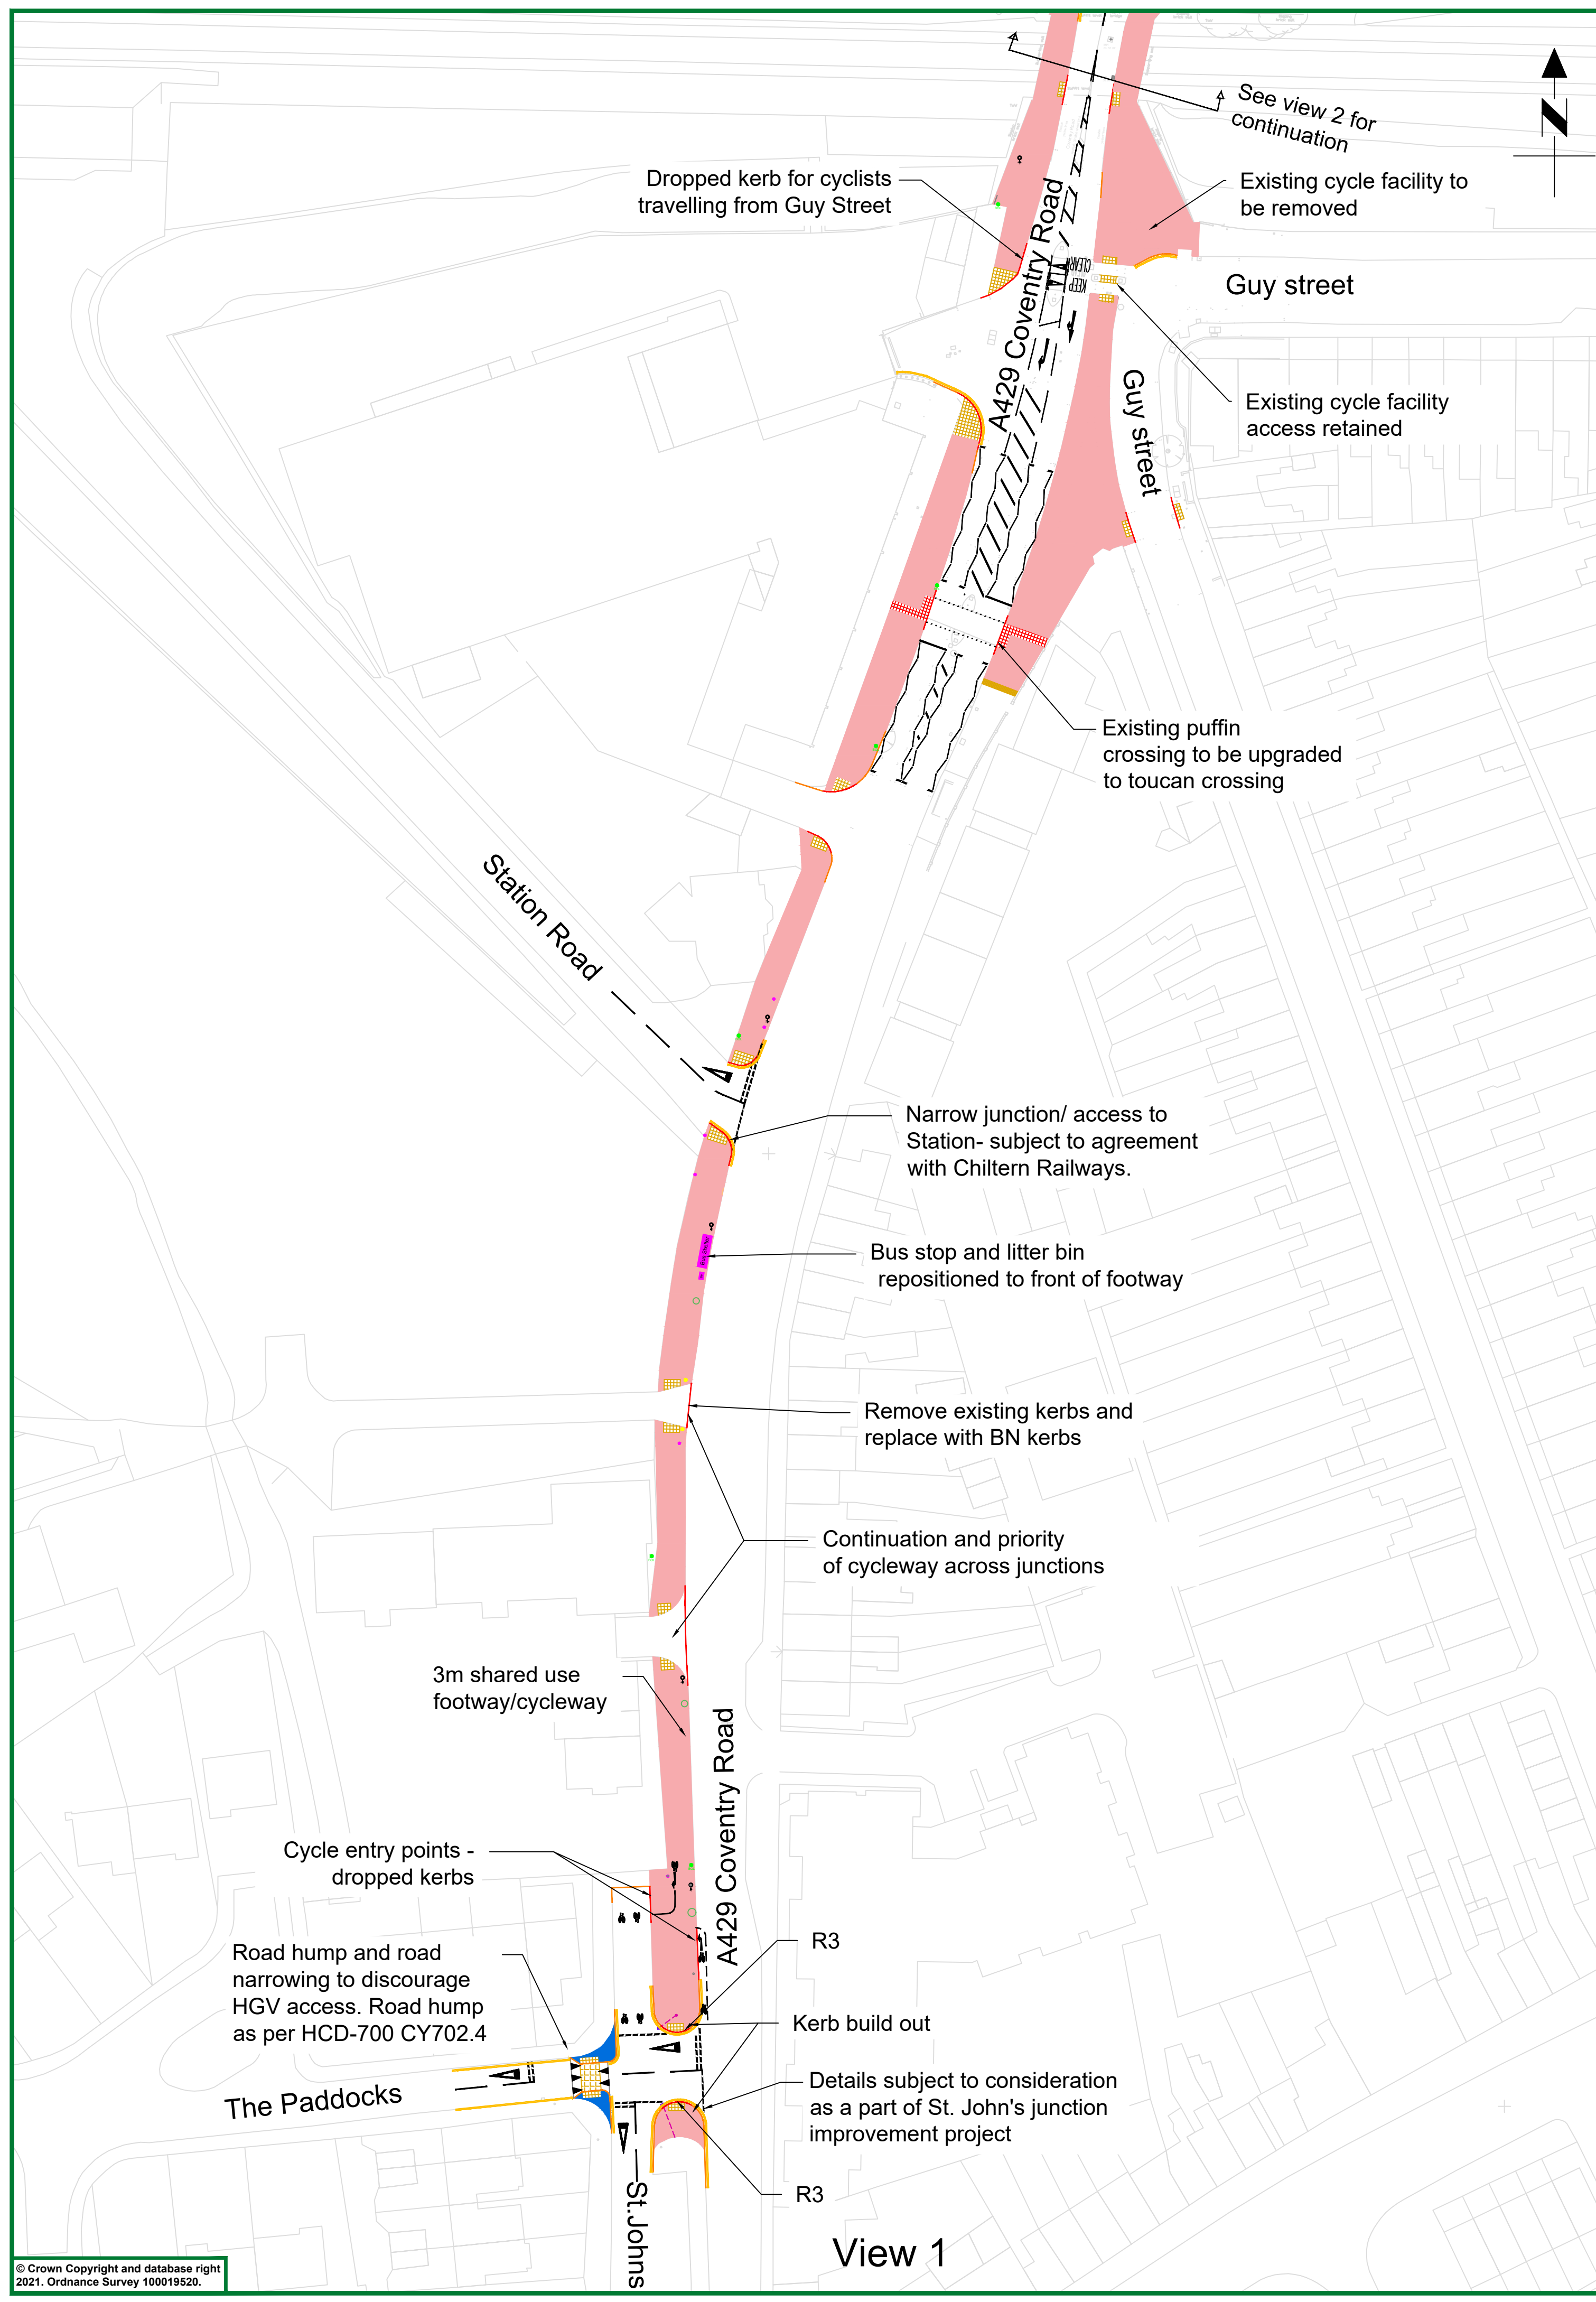 See view 2 for
continuation
N
Dropped kerb for cyclists
travelling from Guy Street
Existing cycle facility to
be removed
A429 Coventry Road
KEEP
CLEAR
Guy street
Existing cycle facility
access retained
Guy street
Existing puffin
crossing to be upgraded
to toucan crossing
Station Road
Narrow junction/ access to
Station- subject to agreement
with Chiltern Railways.
Bus stop and litter bin
repositioned to front of footway
Remove existing kerbs and
replace with BN kerbs
Continuation and priority
of cycleway across junctions
3m shared use
footway/cycleway
A429 Coventry Road
Cycle entry points -
dropped kerbs
R3
Road hump and road
narrowing to discourage
HGV access. Road hump
as per HCD-700 CY702.4
Kerb build out
The Paddocks
Details subject to consideration
as a part of St. John's junction
improvement project
R3
St.Johns
View 1
© Crown Copyright and database right
2021. Ordnance Survey 100019520.